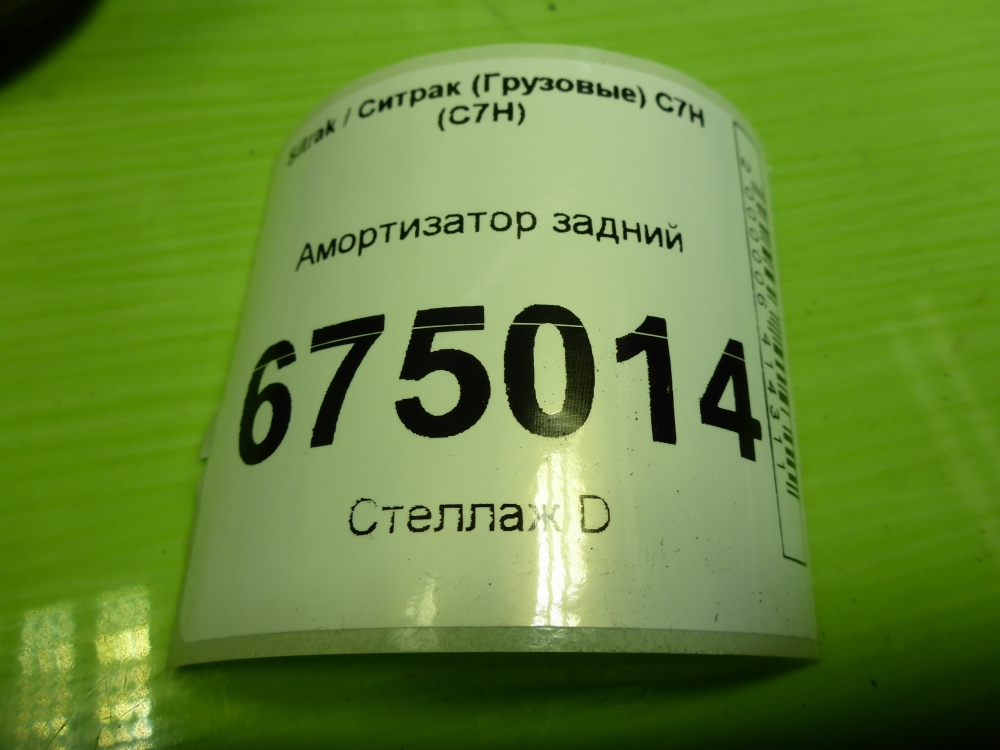 Sitrak / Ситрак (Грузовые) C7H
(C7H)
Амортизатор задний
675014
Стеллаж D